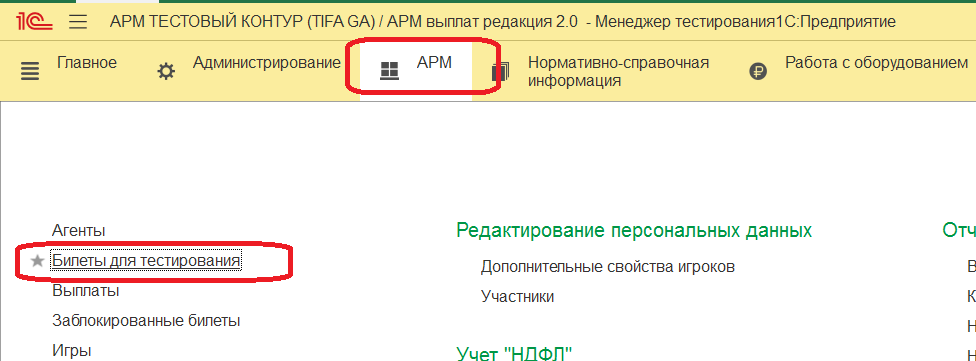 1С АРМ ТЕСТОВЫЙ КОНТУР (TIFA GA) / АРМ выплат редакция 2.0 - Менеджер тестирования1С:Предприятие
Главное
Администрирование
АРМ
Нормативно-справочная
информация
Работа с оборудованием
Агенты
Билеты для тестирования
Выплаты
Заблокированные билеты
Игры
Редактирование персональных данных
Дополнительные свойства игроков
Участники
Учет "НДФЛ"